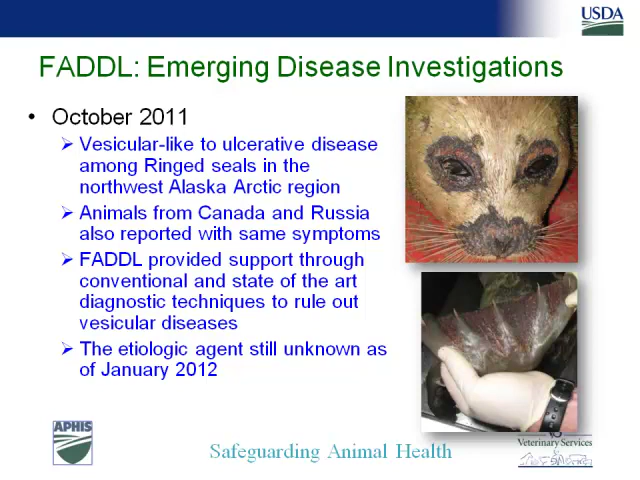 USDA
FADDL: Emerging Disease Investigations
• October 2011
➢ Vesicular-like to ulcerative disease
among Ringed seals in the
northwest Alaska Arctic region
➢ Animals from Canada and Russia
also reported with same symptoms
➢ FADDL provided support through
conventional and state of the art
diagnostic techniques to rule out
vesicular diseases
➢ The etiologic agent still unknown as
of January 2012
APHIS
Safeguarding Animal Health
Veterinary Services